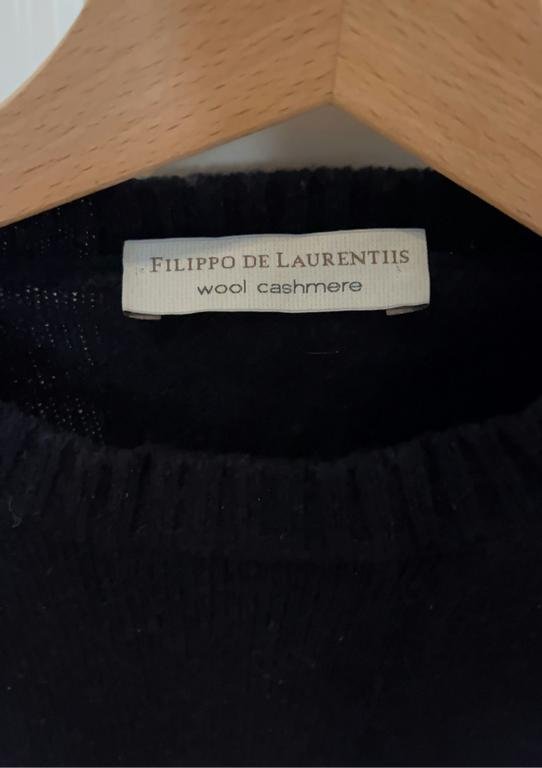 FILIPPO DE LAURENTIIS
wool cashmere